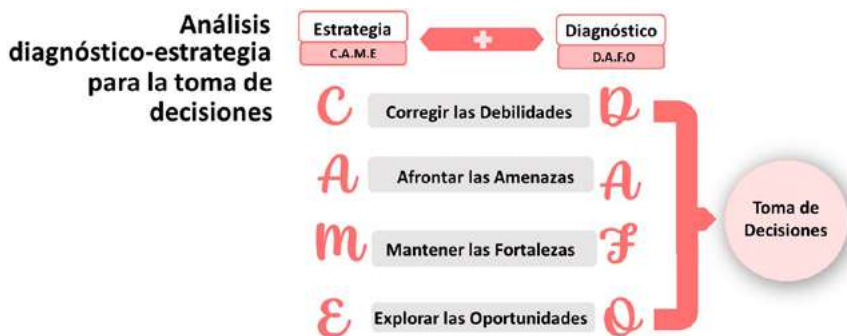 Análisis
diagnóstico-estrategia
para la toma de
decisiones
Estrategia
C.A.M.E
Diagnóstico
D.A.F.O
C
Corregir las Debilidades
D
A
Afrontar las Amenazas
A
M
Mantener las Fortalezas
F
E
Explorar las Oportunidades
O
Toma de
Decisiones